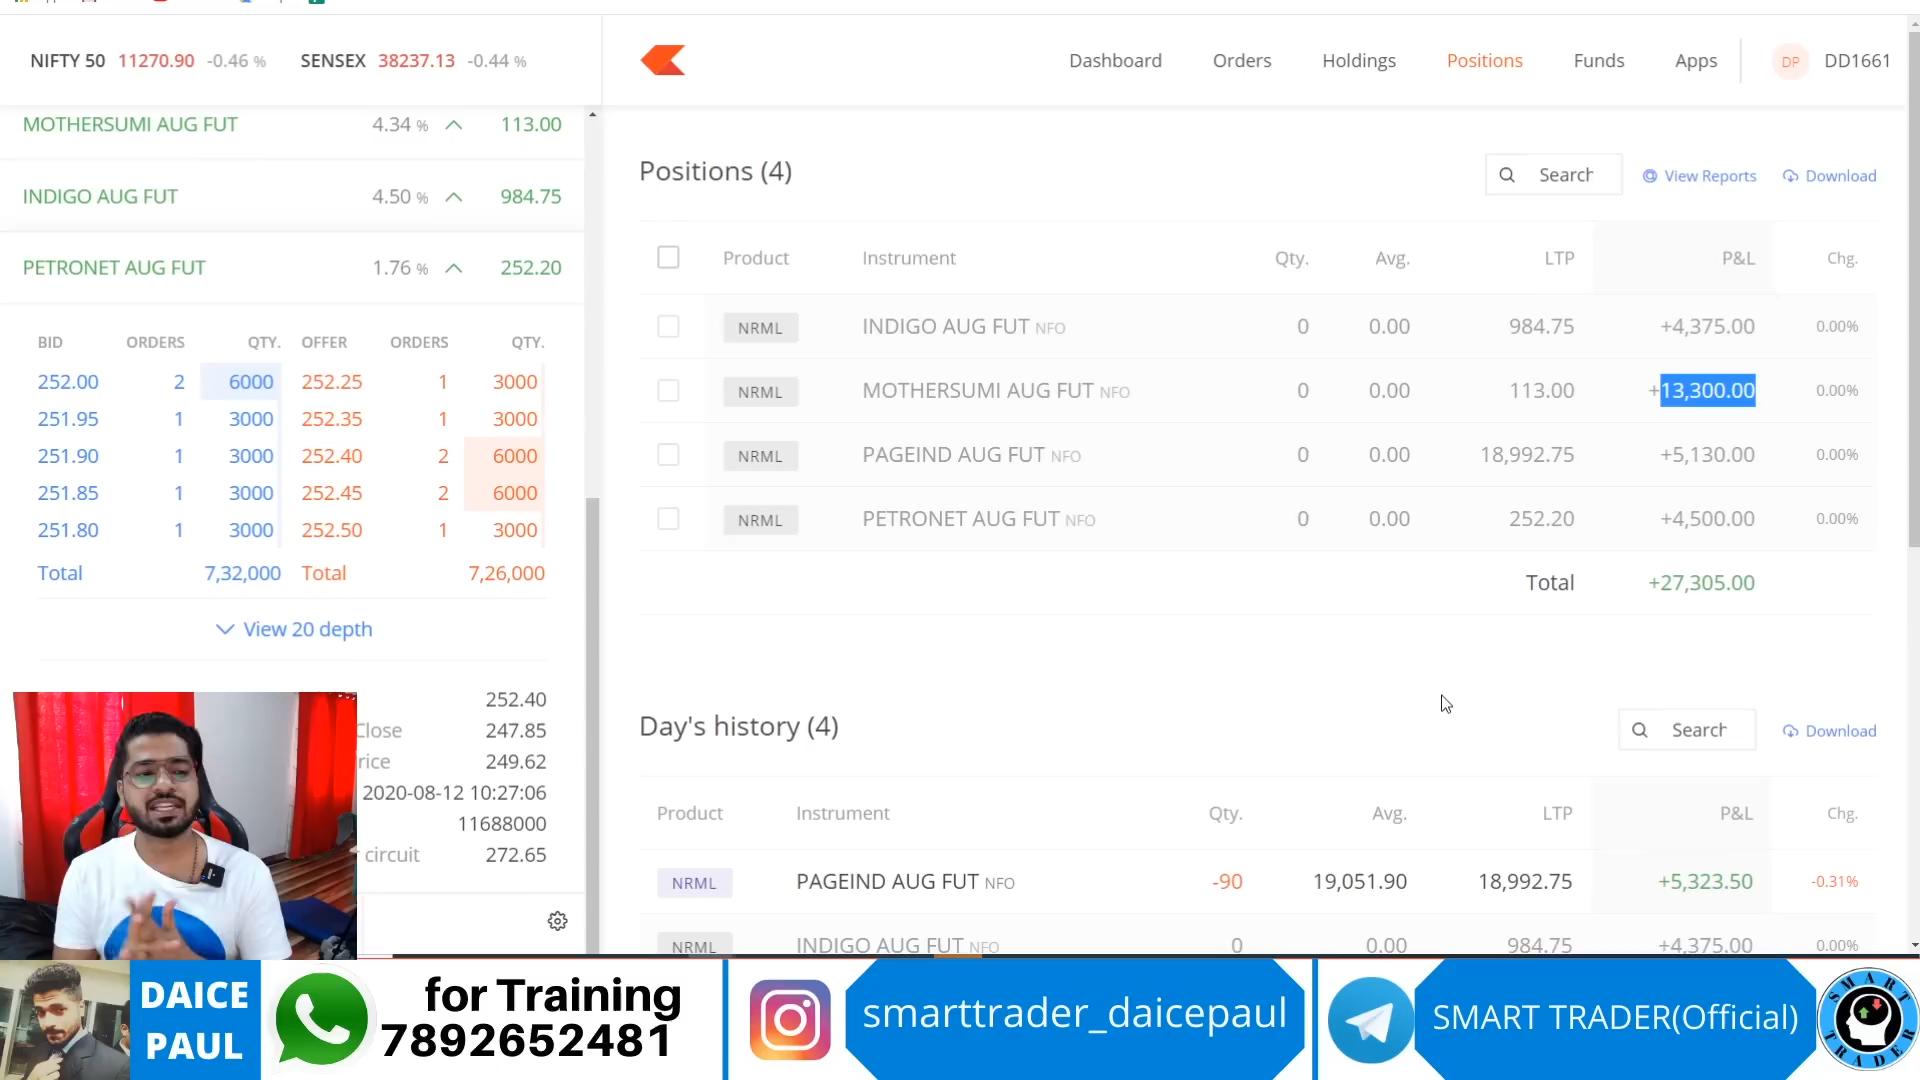 NIFTY 50 11270.90 -0.46 % SENSEX 38237.13 -0.44 %
Dashboard Orders Holdings Positions Funds Apps DP DD1661
MOTHERSUMI AUG FUT 4.34 % 113.00
INDIGO AUG FUT 4.50 % 984.75
PETRONET AUG FUT 1.76 % 252.20
BID ORDERS QTY. OFFER ORDERS QTY.
252.00 2 6000 252.25 1 3000
251.95 1 3000 252.35 1 3000
251.90 1 3000 252.40 2 6000
251.85 1 3000 252.45 2 6000
251.80 1 3000 252.50 1 3000
Total 7,32,000 Total 7,26,000
View 20 depth
252.40
Close 247.85
rice 249.62
2020-08-12 10:27:06
11688000
circuit 272.65
Positions (4)
Search View Reports Download
Product Instrument Qty. Avg. LTP P&L Chg.
NRML INDIGO AUG FUT NFO 0 0.00 984.75 +4,375.00 0.00%
NRML MOTHERSUMI AUG FUT NFO 0 0.00 113.00 +13,300.00 0.00%
NRML PAGEIND AUG FUT NFO 0 0.00 18,992.75 +5,130.00 0.00%
NRML PETRONET AUG FUT NFO 0 0.00 252.20 +4,500.00 0.00%
Total +27,305.00
Day's history (4)
Search Download
Product Instrument Qty. Avg. LTP P&L Chg.
NRML PAGEIND AUG FUT NFO -90 19,051.90 18,992.75 +5,323.50 -0.31%
NRML INDIGO AUG FUT NFO 0 0.00 984.75 +4,375.00 0.00%
DAICE
PAUL
for Training
7892652481
smarttrader_daicepaul
SMART TRADER(Official)
SMART
TRADER